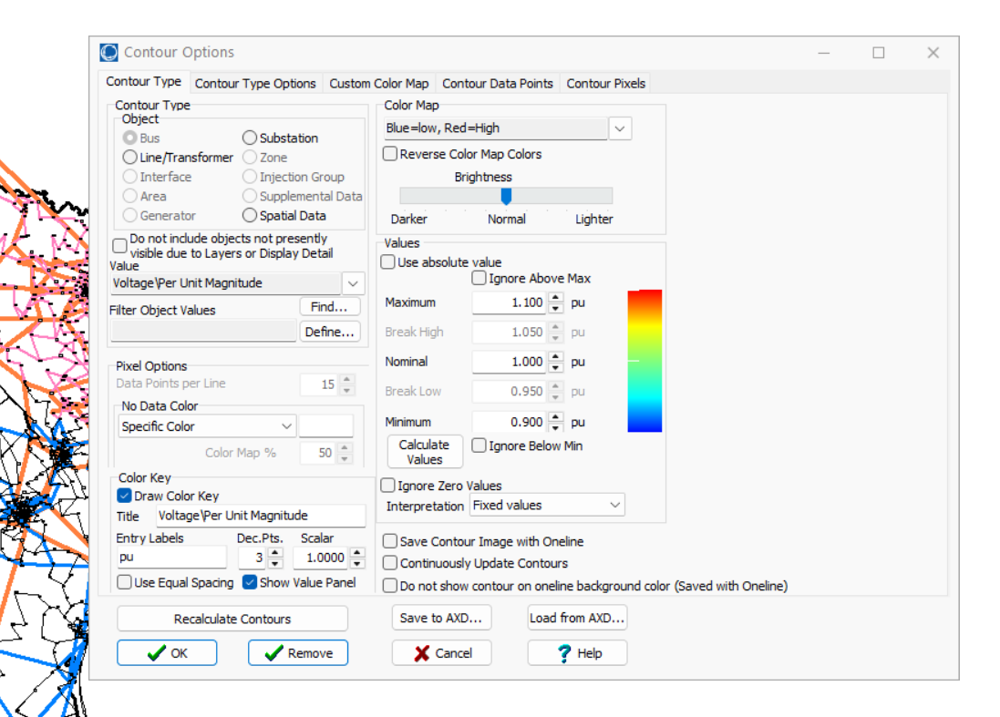 Contour Options
Contour Type
Contour Type Options
Custom Color Map
Contour Data Points
Contour Pixels
Contour Type
Object
Bus
Substation
Line/Transformer
Zone
Interface
Injection Group
Area
Supplemental Data
Generator
Spatial Data
Do not include objects not presently
visible due to Layers or Display Detail
Value
Voltage\Per Unit Magnitude
Filter Object Values
Find...
Define...
Pixel Options
Data Points per Line
15
No Data Color
Specific Color
Color Map %
50
Color Key
Draw Color Key
Title
Voltage\Per Unit Magnitude
Entry Labels
Dec.Pts.
Scalar
pu
3
1.0000
Use Equal Spacing
Show Value Panel
Color Map
Blue=low, Red=High
Reverse Color Map Colors
Brightness
Darker
Normal
Lighter
Values
Use absolute value
Ignore Above Max
Maximum
1.100
pu
Break High
1.050
pu
Nominal
1.000
pu
Break Low
0.950
pu
Minimum
0.900
pu
Calculate
Values
Ignore Below Min
Ignore Zero Values
Interpretation
Fixed values
Save Contour Image with Oneline
Continuously Update Contours
Do not show contour on oneline background color (Saved with Oneline)
Recalculate Contours
Save to AXD...
Load from AXD...
OK
Remove
Cancel
? Help